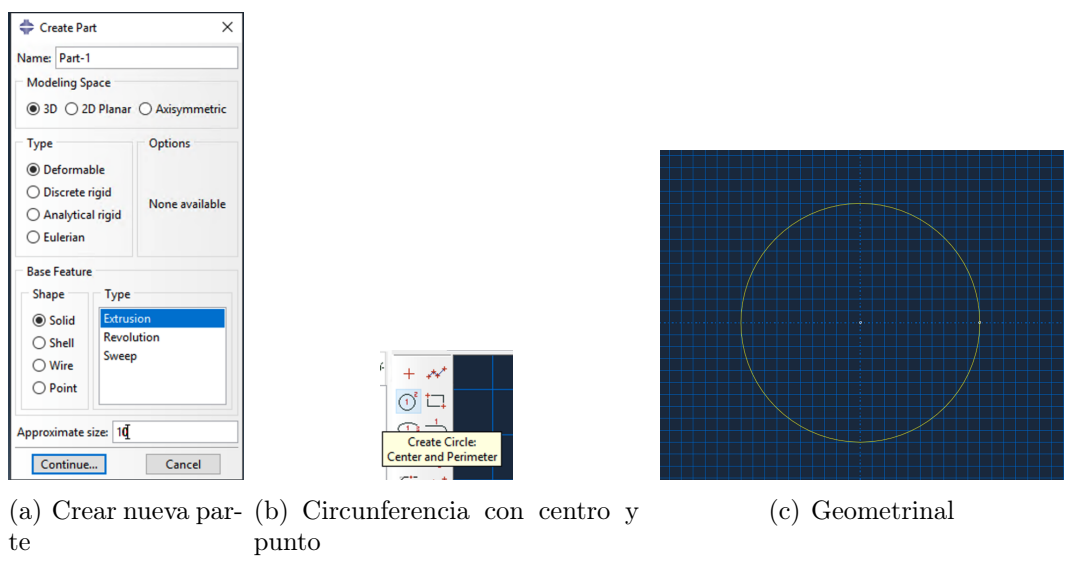 Create Part
Name: Part-1
Modeling Space
3D 2D Planar Axisymmetric
Type
Options
Deformable
Discrete rigid
Analytical rigid
Eulerian
None available
Base Feature
Shape
Type
Solid
Shell
Wire
Point
Extrusion
Revolution
Sweep
Approximate size: 10
Continue... Cancel
Create Circle:
Center and Perimeter
(a) Crear nueva par-
te
(b) Circunferencia con centro y
punto
(c) Geometrinal